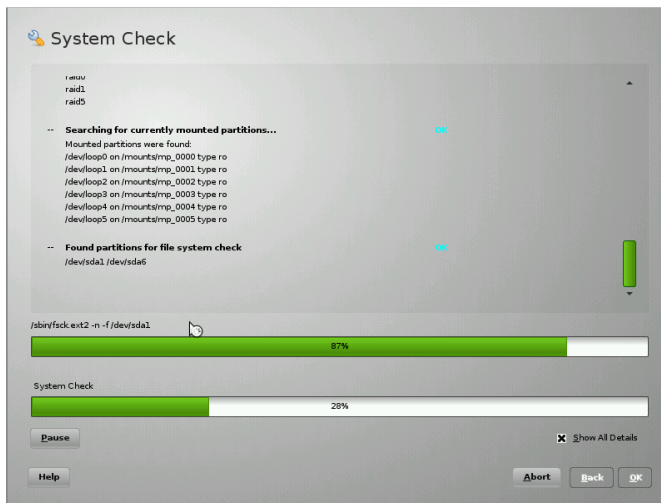 System Check
raid0
raid1
raid5
-- Searching for currently mounted partitions... OK
Mounted partitions were found:
/dev/loop0 on /mounts/mp_0000 type ro
/dev/loop1 on /mounts/mp_0001 type ro
/dev/loop2 on /mounts/mp_0002 type ro
/dev/loop3 on /mounts/mp_0003 type ro
/dev/loop4 on /mounts/mp_0004 type ro
/dev/loop5 on /mounts/mp_0005 type ro
-- Found partitions for file system check OK
/dev/sda1 /dev/sda6
/sbin/fsck.ext2 -n -f /dev/sda1
87%
System Check
28%
Pause
Show All Details
Help
Abort Back OK